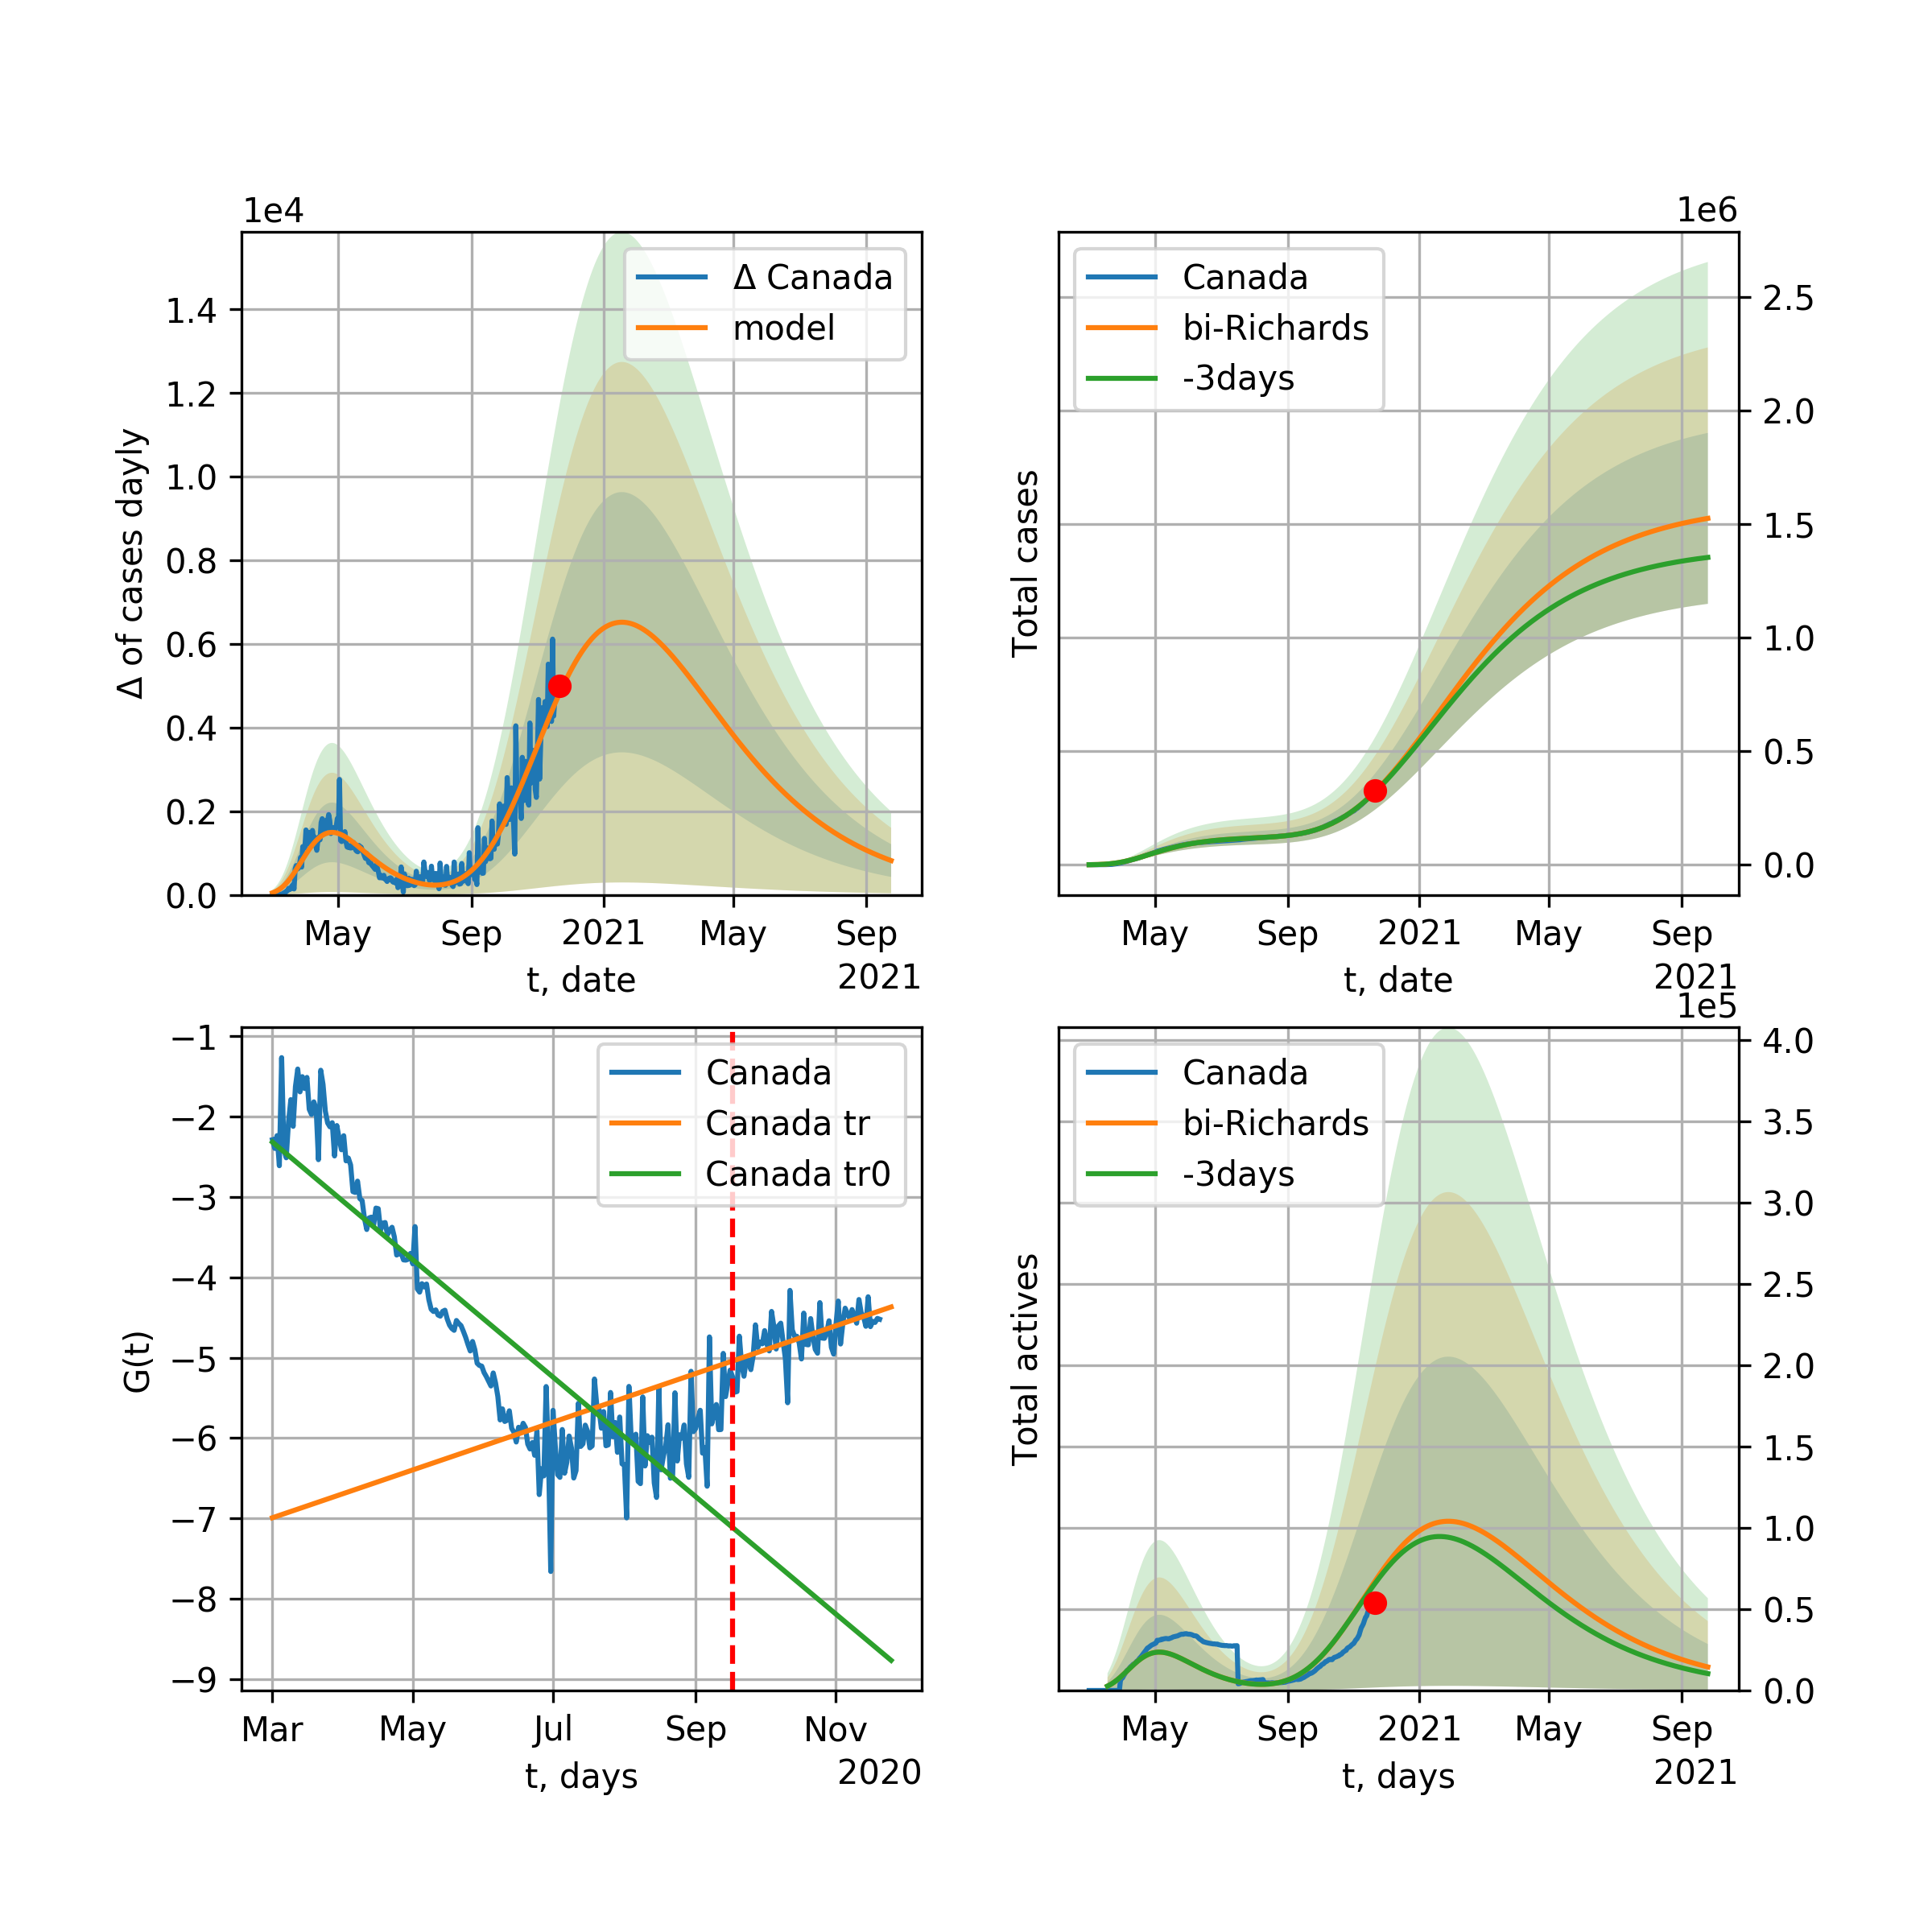 1e4
Δ Canada
model
1.4
1.2
1.0
0.8
0.6
0.4
0.2
0.0
Δ of cases dayly
May Sep 2021 May Sep
t, date
2021
1e6
Canada
bi-Richards
-3days
2.5
2.0
1.5
1.0
0.5
0.0
Total cases
May Sep 2021 May Sep
t, date
2021
Canada
Canada tr
Canada tr0
−1
−2
−3
−4
−5
−6
−7
−8
−9
G(t)
Mar May Jul Sep Nov
t, days
2020
1e5
Canada
bi-Richards
-3days
4.0
3.5
3.0
2.5
2.0
1.5
1.0
0.5
0.0
Total actives
May Sep 2021 May Sep
t, days
2021